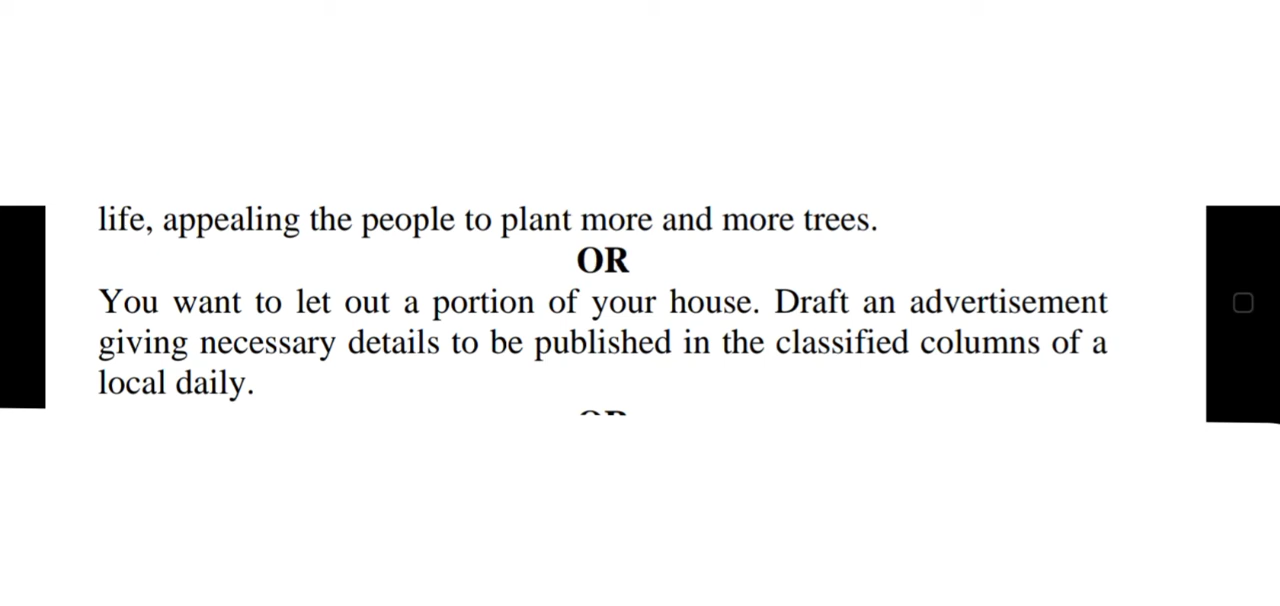 life, appealing the people to plant more and more trees.
OR
You want to let out a portion of your house. Draft an advertisement
giving necessary details to be published in the classified columns of a
local daily.